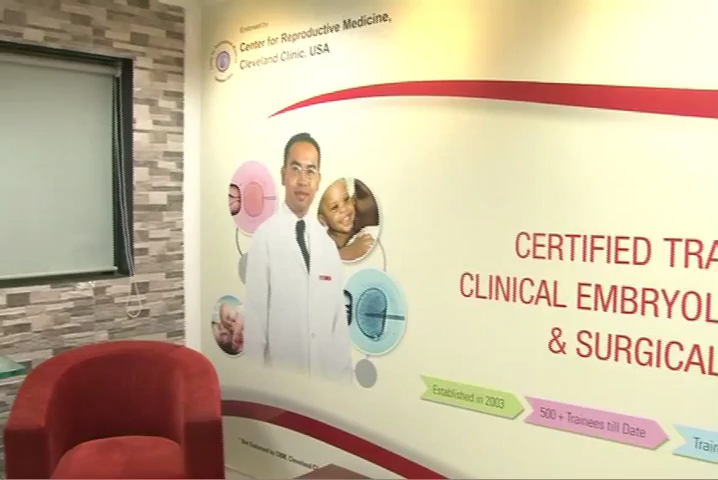 Endorsed by
Center for Reproductive Medicine,
Cleveland Clinic, USA
CERTIFIED TRA
CLINICAL EMBRYOL
& SURGICAL
Established in 2003
500 + Trainees till Date
Train